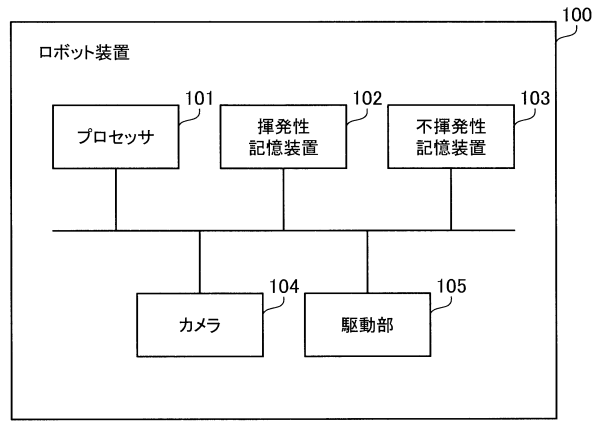 100
ロボット装置
101
プロセッサ
102
揮発性
記憶装置
103
不揮発性
記憶装置
104
カメラ
105
駆動部